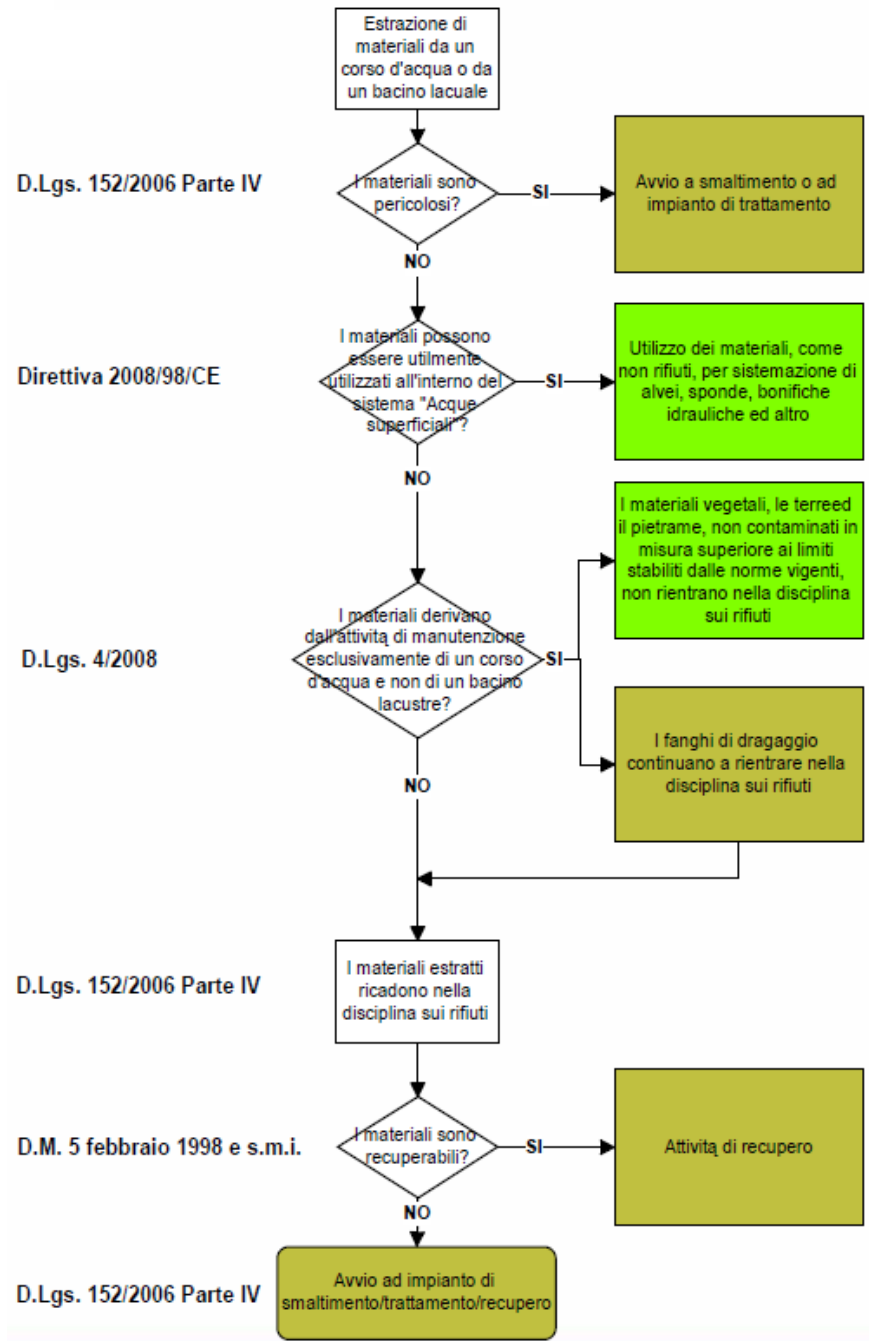 Estrazione di
materiali da un
corso d'acqua o da
un bacino lacuale
D.Lgs. 152/2006 Parte IV
I materiali sono
pericolosi?
SI
Avvio a smaltimento o ad
impianto di trattamento
NO
Direttiva 2008/98/CE
I materiali possono
essere utilmente
utilizzati all'interno del
sistema "Acque
superficiali"?
SI
Utilizzo dei materiali, come
non rifiuti, per sistemazione di
alvei, sponde, bonifiche
idrauliche ed altro
NO
I materiali vegetali, le terreed
il pietrame, non contaminati in
misura superiore ai limiti
stabiliti dalle norme vigenti,
non rientrano nella disciplina
sui rifiuti
D.Lgs. 4/2008
I materiali derivano
dall'attivitą di manutenzione
esclusivamente di un corso
d'acqua e non di un bacino
lacustre?
SI
I fanghi di dragaggio
continuano a rientrare nella
disciplina sui rifiuti
NO
D.Lgs. 152/2006 Parte IV
I materiali estratti
ricadono nella
disciplina sui rifiuti
D.M. 5 febbraio 1998 e s.m.i.
I materiali sono
recuperabili?
SI
Attivitą di recupero
NO
D.Lgs. 152/2006 Parte IV
Avvio ad impianto di
smaltimento/trattamento/recupero